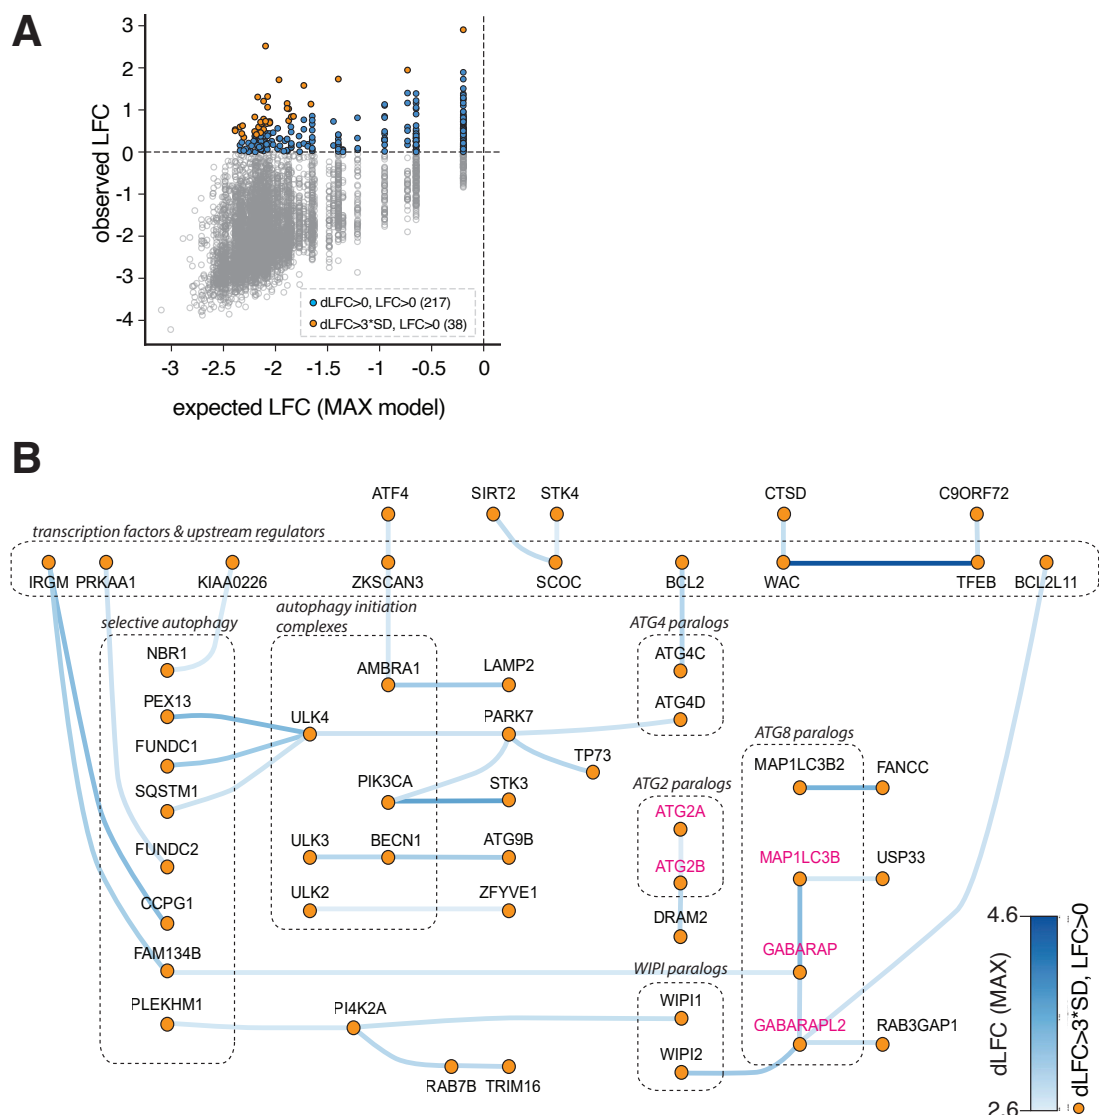 A
3
2
1
0
-1
-2
-3
-4
observed LFC
dLFC>0, LFC>0 (217)
dLFC>3*SD, LFC>0 (38)
-3 -2.5 -2 -1.5 -1 -0.5 0
expected LFC (MAX model)
B
ATF4 SIRT2 STK4 CTSD C9ORF72
transcription factors & upstream regulators
IRGM PRKAA1 KIAA0226 ZKSCAN3 SCOC BCL2 WAC TFEB BCL2L11
selective autophagy
autophagy initiation
complexes
ATG4 paralogs
NBR1
PEX13
FUNDC1
SQSTM1
FUNDC2
CCPG1
FAM134B
PLEKHM1
AMBRA1 LAMP2
ULK4 PARK7
TP73
PIK3CA STK3
ULK3 BECN1 ATG9B
ULK2 ZFYVE1
PI4K2A
RAB7B TRIM16
ATG4C
ATG4D
ATG2 paralogs
ATG2A
ATG2B
DRAM2
WIPI paralogs
WIPI1
WIPI2
ATG8 paralogs
MAP1LC3B2 FANCC
MAP1LC3B USP33
GABARAP
GABARAPL2 RAB3GAP1
4.6
2.6
dLFC (MAX)
dLFC>3*SD, LFC>0